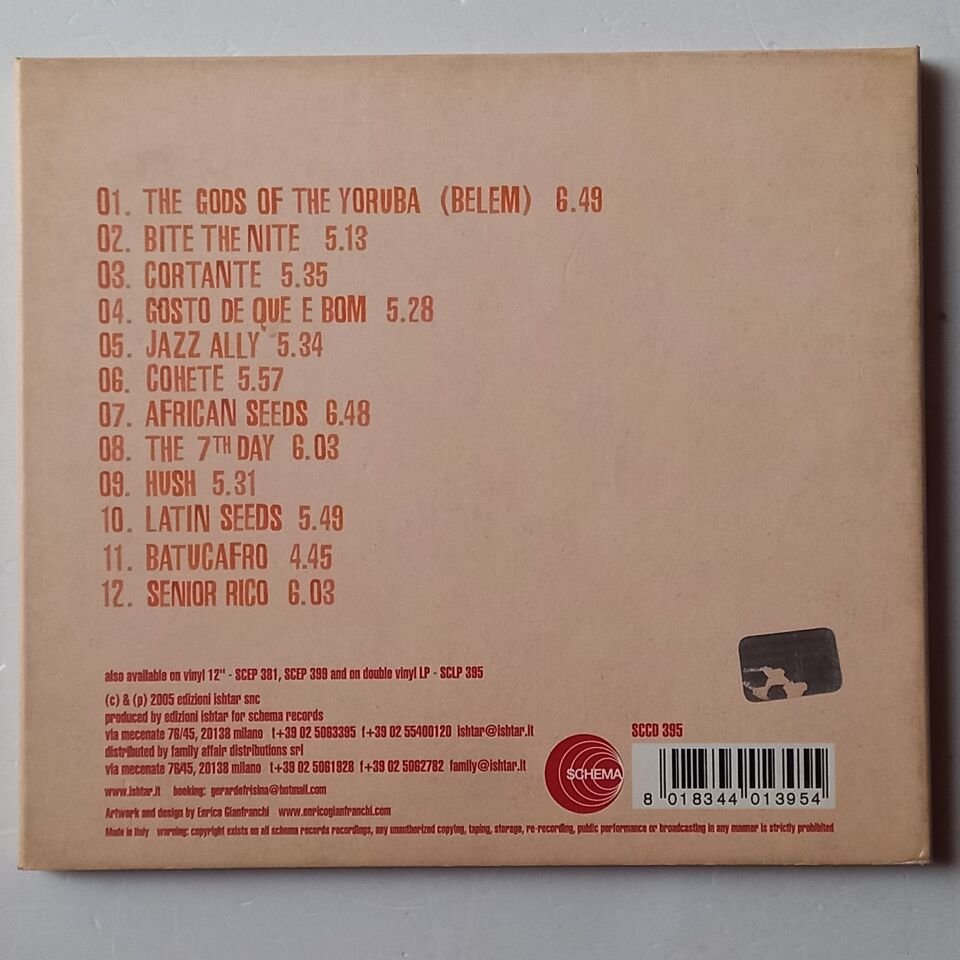 01. THE GODS OF THE YORUBA (BELEM) 6.49
02. BITE THE NITE 5.13
03. CORTANTE 5.35
04. GOSTO DE QUE E BOM 5.28
05. JAZZ ALLY 5.34
06. COHETE 5.57
07. AFRICAN SEEDS 6.48
08. THE 7TH DAY 6.03
09. HUSH 5.31
10. LATIN SEEDS 5.49
11. BATUCAFRO 4.45
12. SENIOR RICO 6.03
also available on vinyl 12" - SCEP 381, SCEP 399 and on double vinyl LP - SCLP 395
(c) & (p) 2005 edizioni ishtar snc
produced by edizioni ishtar for schema records
via mecenate 76/45, 20138 milano t+39 02 5063395 f+39 02 55400120 ishtar@ishtar.it
distributed by family affair distributions srl
via mecenate 76/45, 20138 milano t+39 02 5061928 f+39 02 5062782 family@ishtar.it
www.ishtar.it booking: gerardofrisina@hotmail.com
Artwork and design by Enrico Gianfranchi www.enricogianfranchi.com
Made in Italy warning: copyright exists on all schema records recordings, any unauthorized copying, taping, storage, re-recording, public performance or broadcasting in any manner is strictly prohibited
SCHEMA
SCCD 395
8 018344 013954